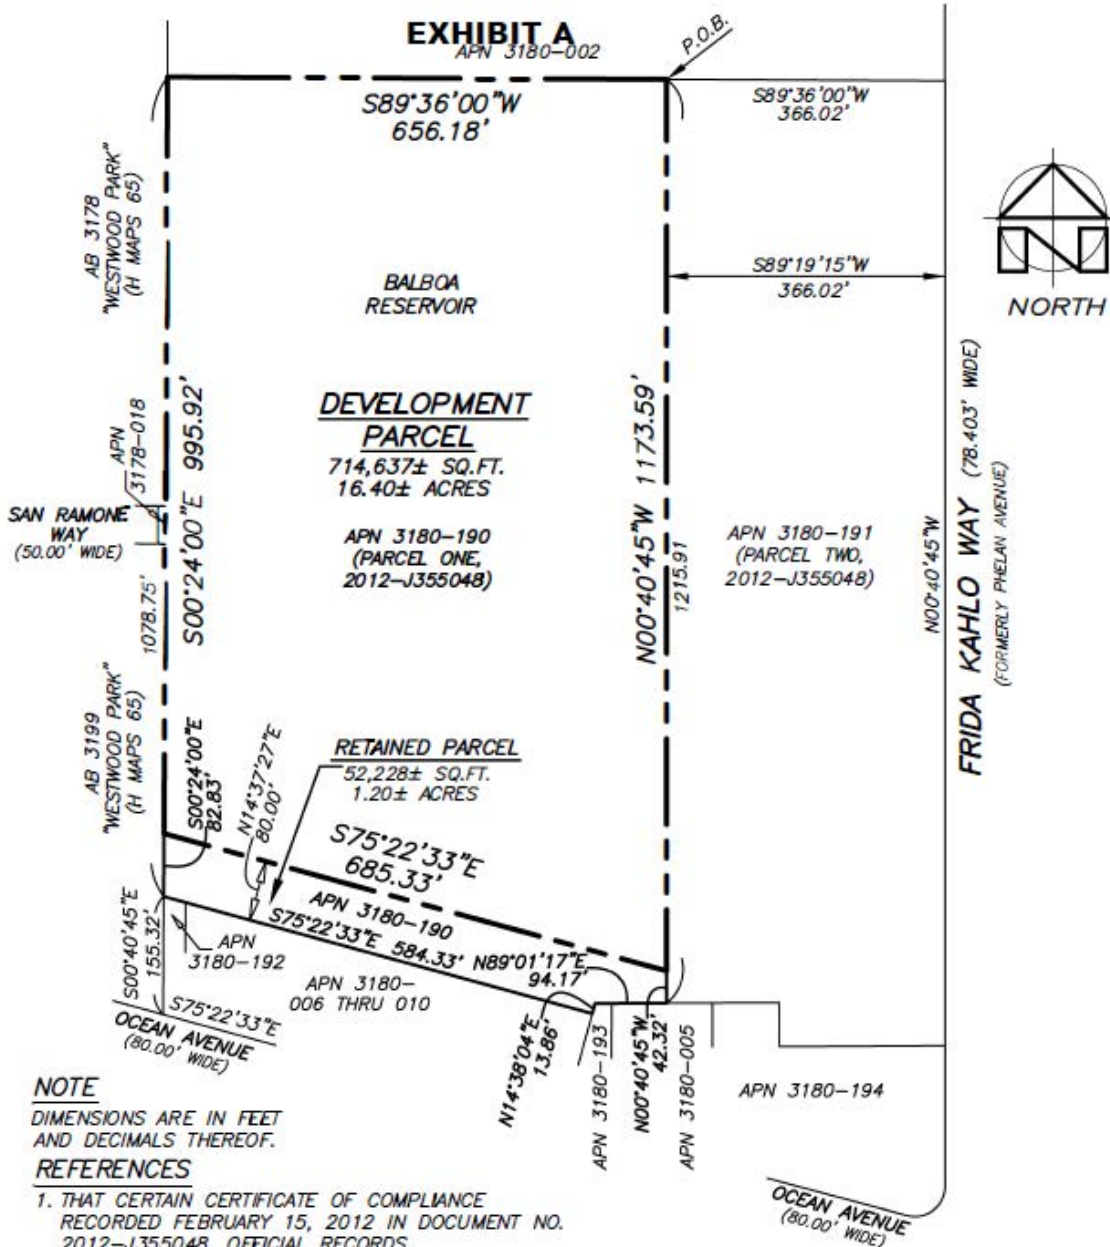 EXHIBIT A
APN 3180-002
P.O.B.
S89°36'00"W
656.18'
S89°36'00"W
366.02'
AB 3178
"WESTWOOD PARK"
(H MAPS 65)
BALBOA
RESERVOIR
S89°19'15"W
366.02'
NORTH
DEVELOPMENT
PARCEL
714,637± SQ.FT.
16.40± ACRES
APN 3180-190
(PARCEL ONE,
2012-J355048)
APN
3178-018
SAN RAMONE
WAY
(50.00' WIDE)
1078.75'
S00°24'00"E 995.92'
N00°40'45"W 1173.59'
1215.91
APN 3180-191
(PARCEL TWO,
2012-J355048)
N00°40'45"W
FRIDA KAHLO WAY (78.403' WIDE)
(FORMERLY PHELAN AVENUE)
AB 3199
"WESTWOOD PARK"
(H MAPS 65)
S00°24'00"E
82.83'
N14°37'27"E
80.00'
RETAINED PARCEL
52,228± SQ.FT.
1.20± ACRES
S75°22'33"E
685.33'
APN 3180-190
S75°22'33"E 584.33'
N89°01'17"E
94.17'
S00°40'45"E
155.32'
APN
3180-192
APN 3180-
006 THRU 010
S75°22'33"E
OCEAN AVENUE
(80.00' WIDE)
N14°38'04"E
13.86'
APN 3180-193
N00°40'45"W
42.32'
APN 3180-005
APN 3180-194
OCEAN AVENUE
(80.00' WIDE)
NOTE
DIMENSIONS ARE IN FEET
AND DECIMALS THEREOF.
REFERENCES
1. THAT CERTAIN CERTIFICATE OF COMPLIANCE
RECORDED FEBRUARY 15, 2012 IN DOCUMENT NO.
2012-J355048, OFFICIAL RECORDS